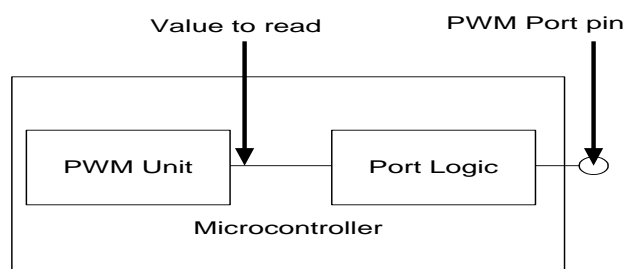 Value to read
PWM Port pin
PWM Unit
Port Logic
Microcontroller